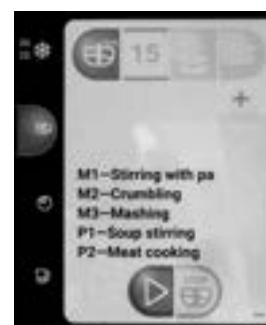 15
+
M1–Stirring with pa
M2–Crumbling
M3–Mashing
P1–Soup stirring
P2–Meat cooking